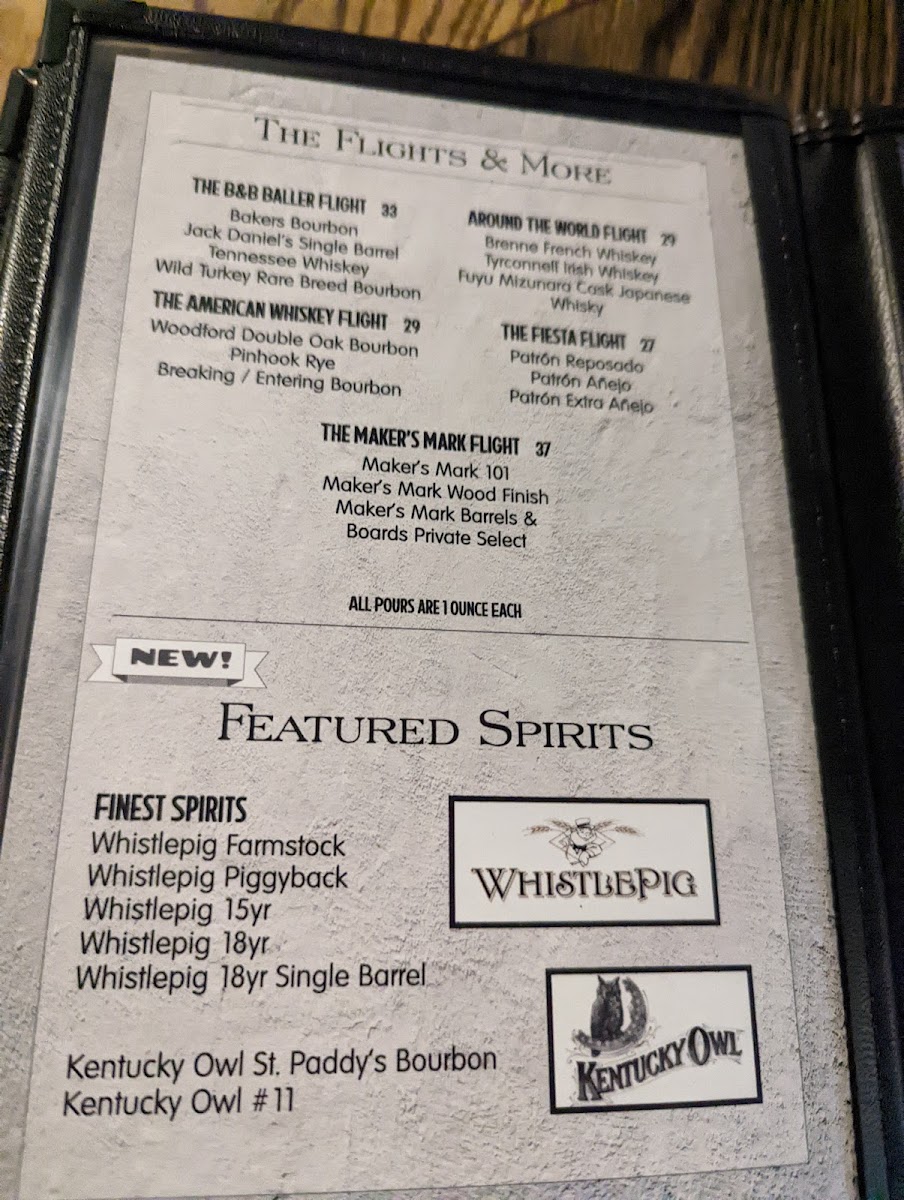 THE FLIGHTS & MORE
THE B&B BALLER FLIGHT 33
Bakers Bourbon
Jack Daniel's Single Barrel
Tennessee Whiskey
Wild Turkey Rare Breed Bourbon
THE AMERICAN WHISKEY FLIGHT 29
Woodford Double Oak Bourbon
Pinhook Rye
Breaking / Entering Bourbon
AROUND THE WORLD FLIGHT 29
Brenne French Whiskey
Tyrconnell Irish Whiskey
Fuyu Mizunara Cask Japanese
Whisky
THE FIESTA FLIGHT 27
Patrón Reposado
Patrón Añejo
Patrón Extra Añejo
THE MAKER'S MARK FLIGHT 37
Maker's Mark 101
Maker's Mark Wood Finish
Maker's Mark Barrels &
Boards Private Select
ALL POURS ARE 1 OUNCE EACH
NEW!
FEATURED SPIRITS
FINEST SPIRITS
Whistlepig Farmstock
Whistlepig Piggyback
Whistlepig 15yr
Whistlepig 18yr
Whistlepig 18yr Single Barrel
WHISTLEPIG
Kentucky Owl St. Paddy's Bourbon
Kentucky Owl #11
KENTUCKY OWL